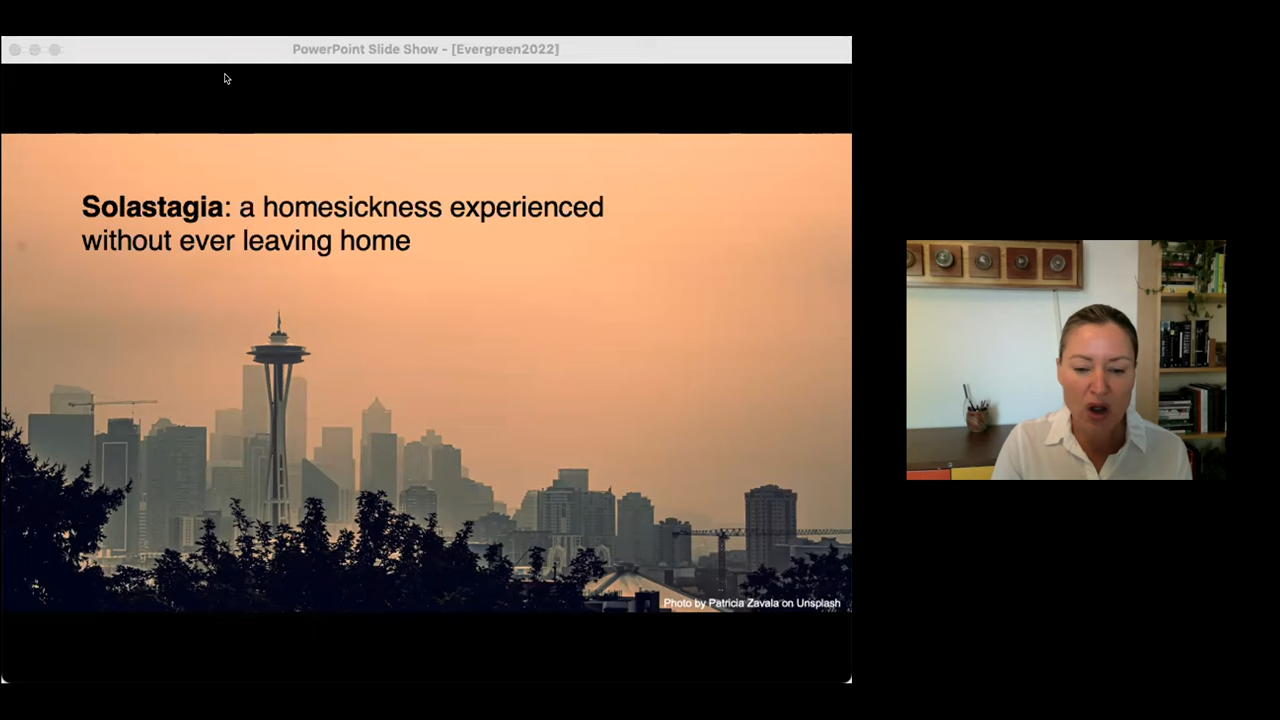 PowerPoint Slide Show - [Evergreen2022]
Solastagia: a homesickness experienced
without ever leaving home
Photo by Patricia Zavala on Unsplash